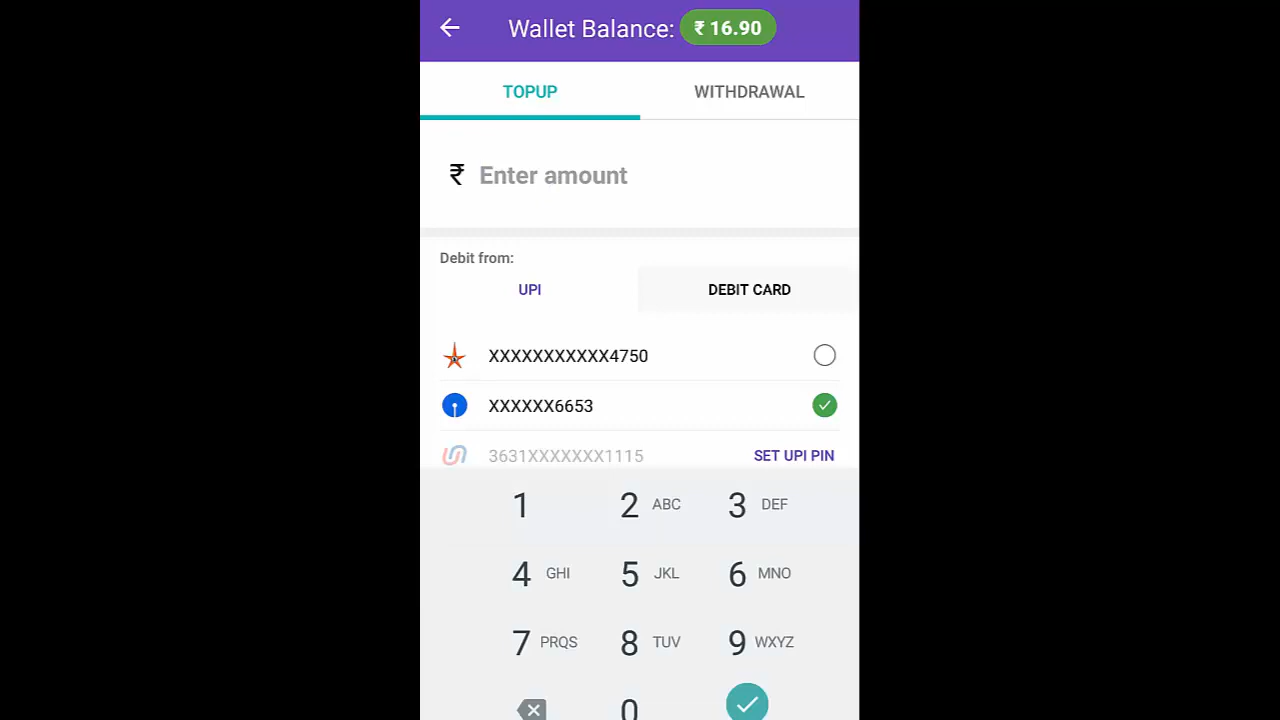 Wallet Balance: ₹ 16.90
TOPUP WITHDRAWAL
₹ Enter amount
Debit from:
UPI DEBIT CARD
XXXXXXXXXXX4750
XXXXXX6653
3631XXXXXXX1115 SET UPI PIN
1 2 ABC 3 DEF
4 GHI 5 JKL 6 MNO
7 PRQS 8 TUV 9 WXYZ
0